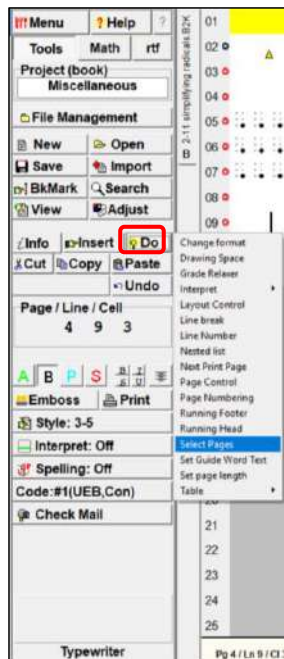 Menu ? Help ?
Tools Math rtf
Project (book)
Miscellaneous
File Management
New Open
Save Import
BkMark Search
View Adjust
Info Insert Do
Cut Copy Paste
Undo
Page / Line / Cell
4 9 3
A B P S
Emboss Print
Style: 3-5
Interpret: Off
Spelling: Off
Code:#1(UEB,Con)
Check Mail
Typewriter
2-11 simplifying radicals.B2K
B
01
02
03
04
05
06
07
08
09
Change format
Drawing Space
Grade Relaxer
Interpret
Layout Control
Line break
Line Number
Nested list
Next Print Page
Page Control
Page Numbering
Running Footer
Running Head
Select Pages
Set Guide Word Text
Set page length
Table
21
22
23
24
25
Pg 4 / Ln 9 / Cl 3